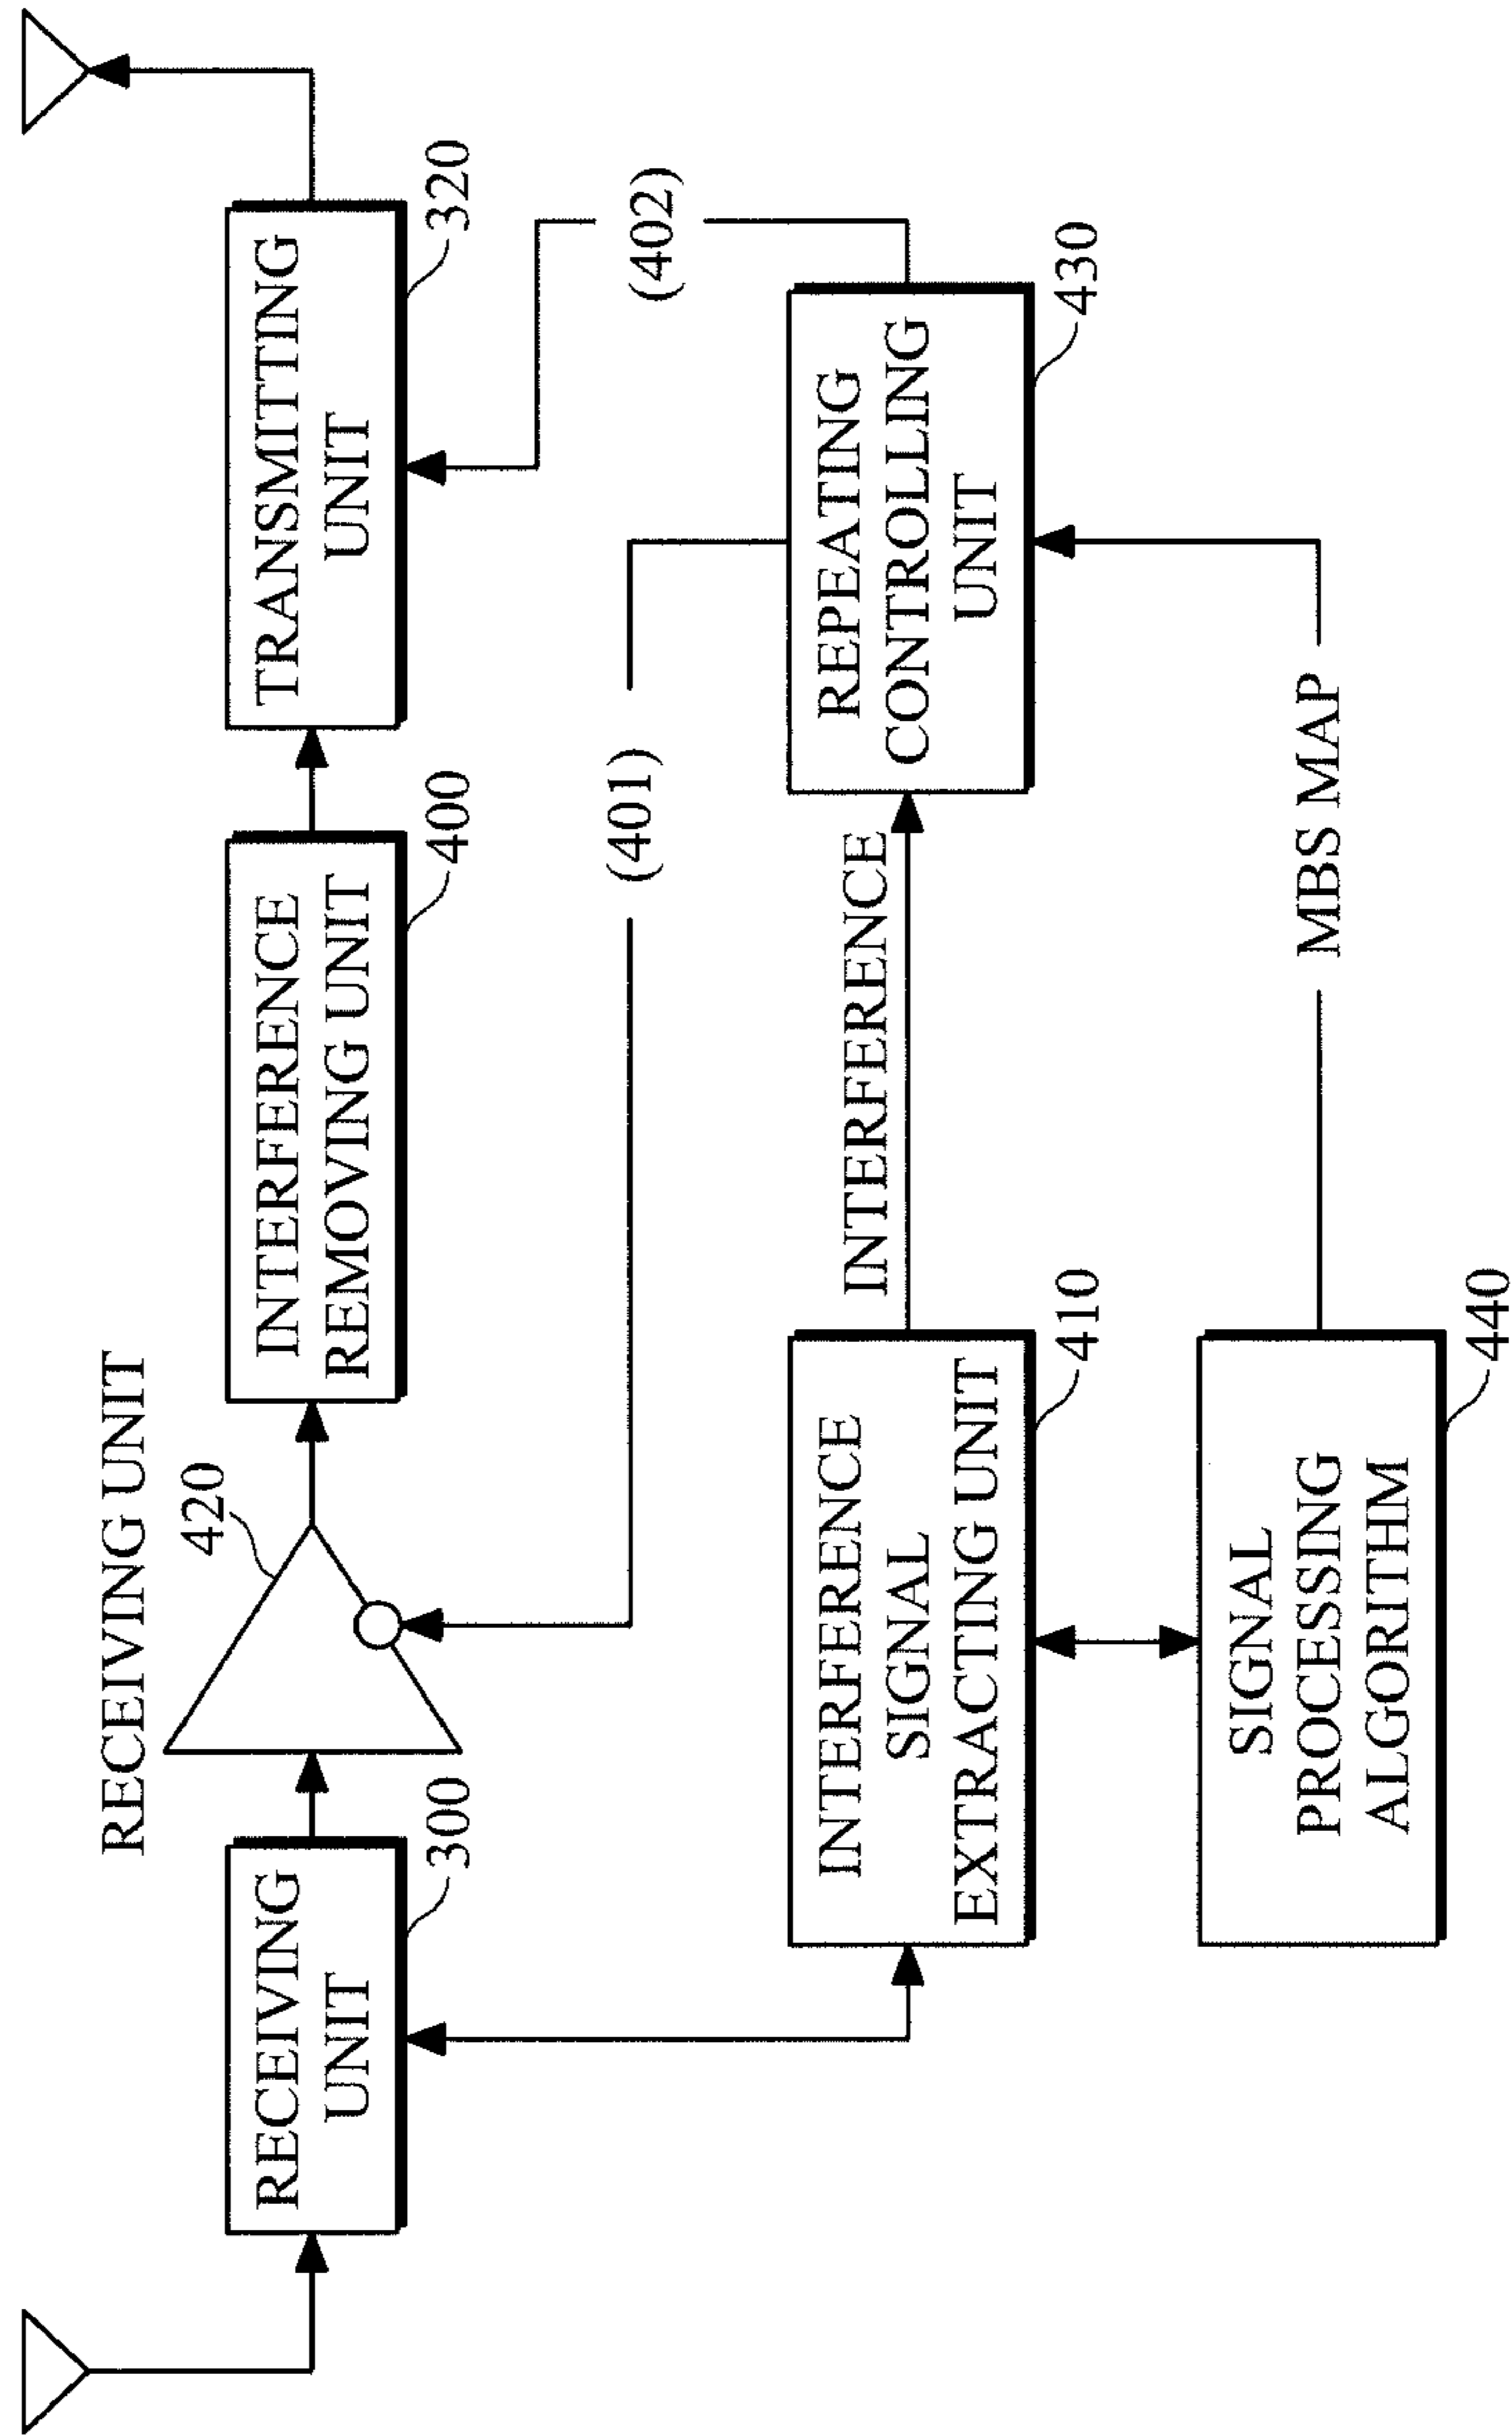 RECEIVING UNIT
420
RECEIVING
UNIT
300
INTERFERENCE
REMOVING UNIT
400
TRANSMITTING
UNIT
320
(401)
(402)
INTERFERENCE
SIGNAL
EXTRACTING UNIT
410
INTERFERENCE
REPEATING
CONTROLLING
UNIT
430
SIGNAL
PROCESSING
ALGORITHM
440
MBS MAP